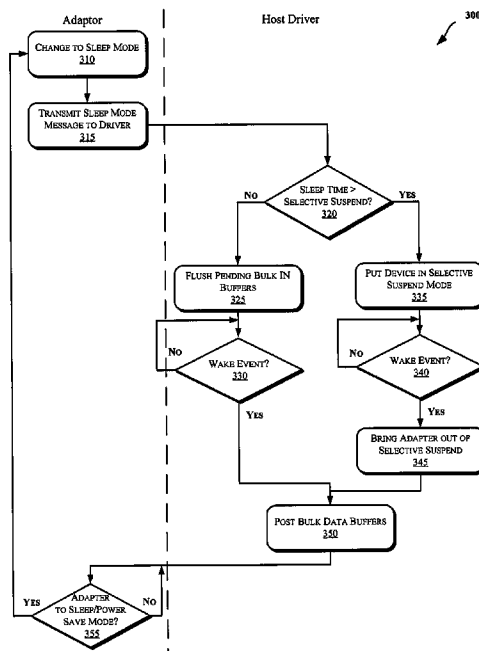 Adaptor
Host Driver
300
CHANGE TO SLEEP MODE
310
TRANSMIT SLEEP MODE
MESSAGE TO DRIVER
315
SLEEP TIME >
SELECTIVE SUSPEND?
320
NO
YES
FLUSH PENDING BULK IN
BUFFERS
325
PUT DEVICE IN SELECTIVE
SUSPEND MODE
335
NO
WAKE EVENT?
330
YES
NO
WAKE EVENT?
340
YES
BRING ADAPTER OUT OF
SELECTIVE SUSPEND
345
POST BULK DATA BUFFERS
350
YES
ADAPTER
TO SLEEP/POWER
SAVE MODE?
355
NO